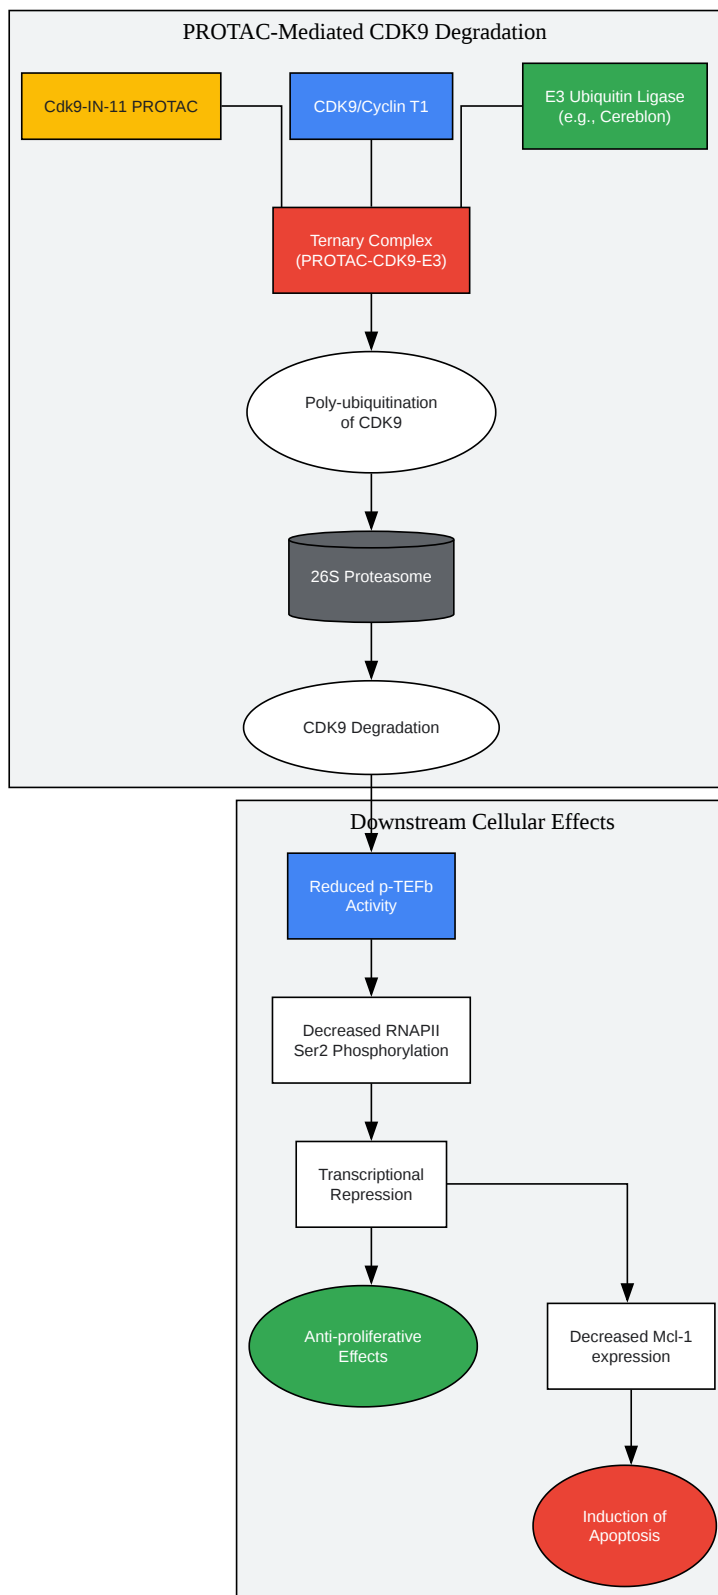 PROTAC-Mediated CDK9 Degradation
Cdk9-IN-11 PROTAC
CDK9/Cyclin T1
E3 Ubiquitin Ligase
(e.g., Cereblon)
Ternary Complex
(PROTAC-CDK9-E3)
Poly-ubiquitination
of CDK9
26S Proteasome
CDK9 Degradation
Downstream Cellular Effects
Reduced p-TEFb
Activity
Decreased RNAPII
Ser2 Phosphorylation
Transcriptional
Repression
Anti-proliferative
Effects
Decreased Mcl-1
expression
Induction of
Apoptosis